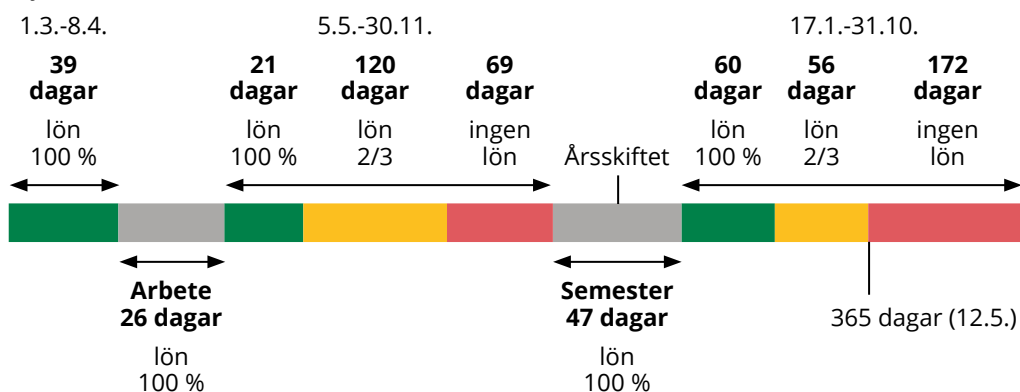 1.3.-8.4.
5.5.-30.11.
17.1.-31.10.
39
dagar
lön
100 %
21
dagar
lön
100 %
120
dagar
lön
2/3
69
dagar
ingen
lön
Årsskiftet
60
dagar
lön
100 %
56
dagar
lön
2/3
172
dagar
ingen
lön
Arbete
26 dagar
lön
100 %
Semester
47 dagar
lön
100 %
365 dagar (12.5.)